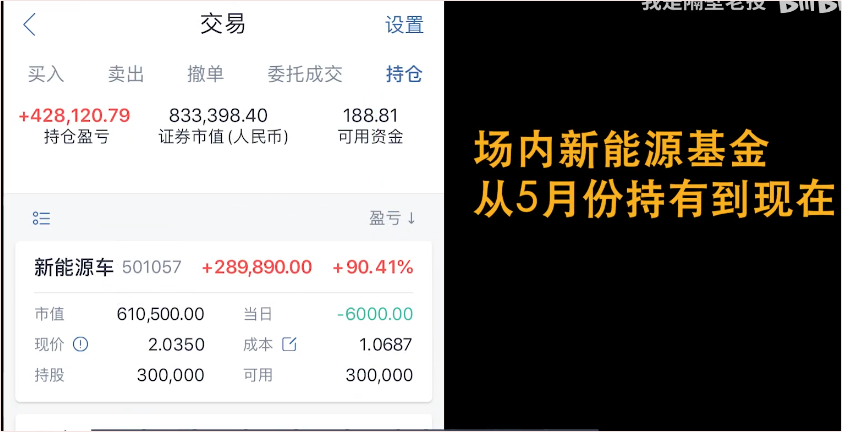 交易
设置
买入
卖出
撤单
委托成交
持仓
+428,120.79
833,398.40
188.81
持仓盈亏
证券市值(人民币)
可用资金
盈亏↓
新能源车 501057 +289,890.00 +90.41%
市值 610,500.00 当日 -6000.00
现价 2.0350 成本 1.0687
持股 300,000 可用 300,000
我是隔壁老投
场内新能源基金
从5月份持有到现在